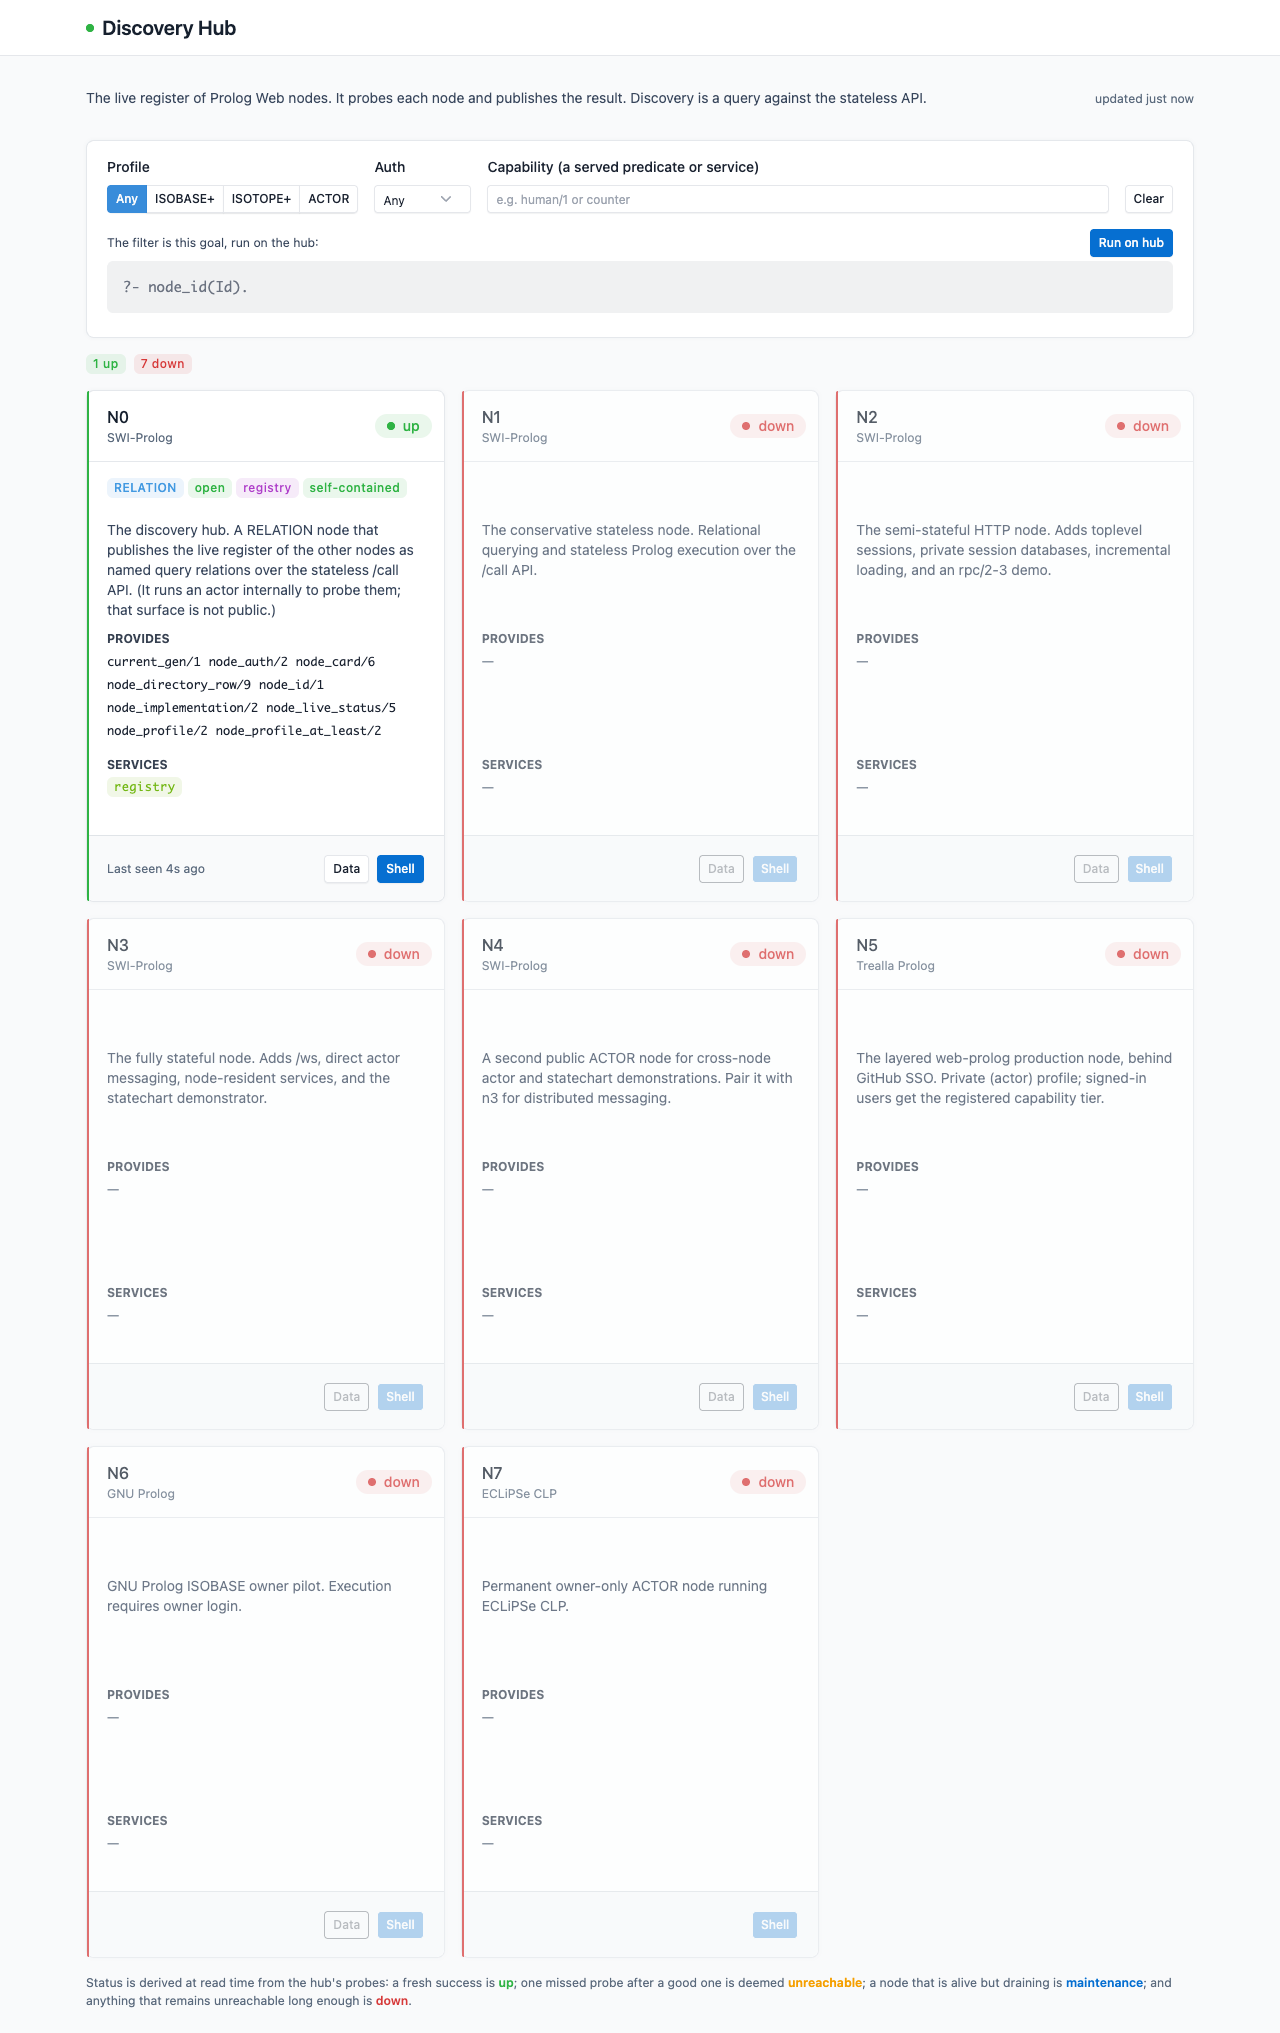 Discovery Hub
The live register of Prolog Web nodes. It probes each node and publishes the result. Discovery is a query against the stateless API.
updated just now
Profile
Auth
Capability (a served predicate or service)
Any
ISOBASE+
ISOTOPE+
ACTOR
Any
e.g. human/1 or counter
Clear
The filter is this goal, run on the hub:
Run on hub
?- node_id(Id).
1 up
7 down
N0
SWI-Prolog
up
RELATION
open
registry
self-contained
The discovery hub. A RELATION node that
publishes the live register of the other nodes as
named query relations over the stateless /call
API. (It runs an actor internally to probe them;
that surface is not public.)
PROVIDES
current_gen/1 node_auth/2 node_card/6
node_directory_row/9 node_id/1
node_implementation/2 node_live_status/5
node_profile/2 node_profile_at_least/2
SERVICES
registry
Last seen 4s ago
Data
Shell
N1
SWI-Prolog
down
The conservative stateless node. Relational
querying and stateless Prolog execution over the
/call API.
PROVIDES
—
SERVICES
—
Data
Shell
N2
SWI-Prolog
down
The semi-stateful HTTP node. Adds toplevel
sessions, private session databases, incremental
loading, and an rpc/2-3 demo.
PROVIDES
—
SERVICES
—
Data
Shell
N3
SWI-Prolog
down
The fully stateful node. Adds /ws, direct actor
messaging, node-resident services, and the
statechart demonstrator.
PROVIDES
—
SERVICES
—
Data
Shell
N4
SWI-Prolog
down
A second public ACTOR node for cross-node
actor and statechart demonstrations. Pair it with
n3 for distributed messaging.
PROVIDES
—
SERVICES
—
Data
Shell
N5
Trealla Prolog
down
The layered web-prolog production node, behind
GitHub SSO. Private (actor) profile; signed-in
users get the registered capability tier.
PROVIDES
—
SERVICES
—
Data
Shell
N6
GNU Prolog
down
GNU Prolog ISOBASE owner pilot. Execution
requires owner login.
PROVIDES
—
SERVICES
—
Data
Shell
N7
ECLiPSe CLP
down
Permanent owner-only ACTOR node running
ECLiPSe CLP.
PROVIDES
—
SERVICES
—
Shell
Status is derived at read time from the hub's probes: a fresh success is up; one missed probe after a good one is deemed unreachable; a node that is alive but draining is maintenance; and
anything that remains unreachable long enough is down.